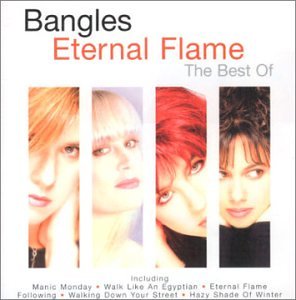 Bangles
Eternal Flame
The Best Of
Including
Manic Monday • Walk Like An Egyptian • Eternal Flame
Following • Walking Down Your Street • Hazy Shade Of Winter